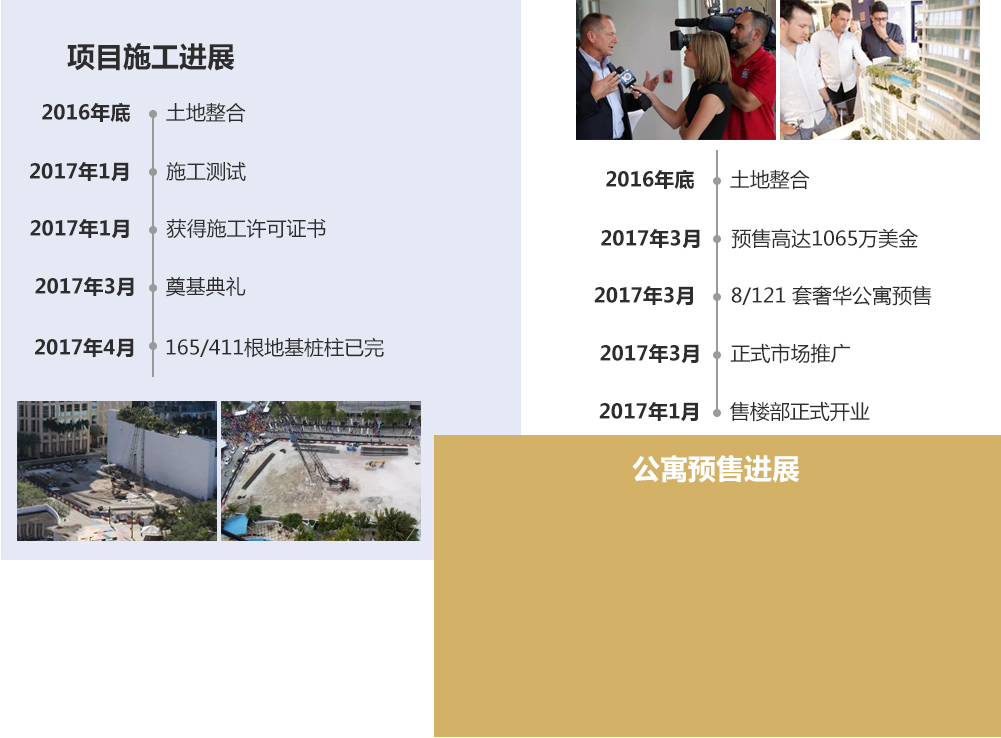 项目施工进展
2016年底 土地整合
2017年1月 施工测试
2017年1月 获得施工许可证书
2017年3月 奠基典礼
2017年4月 165/411根地基桩柱已完
2016年底 土地整合
2017年3月 预售高达1065万美金
2017年3月 8/121 套奢华公寓预售
2017年3月 正式市场推广
2017年1月 售楼部正式开业
公寓预售进展